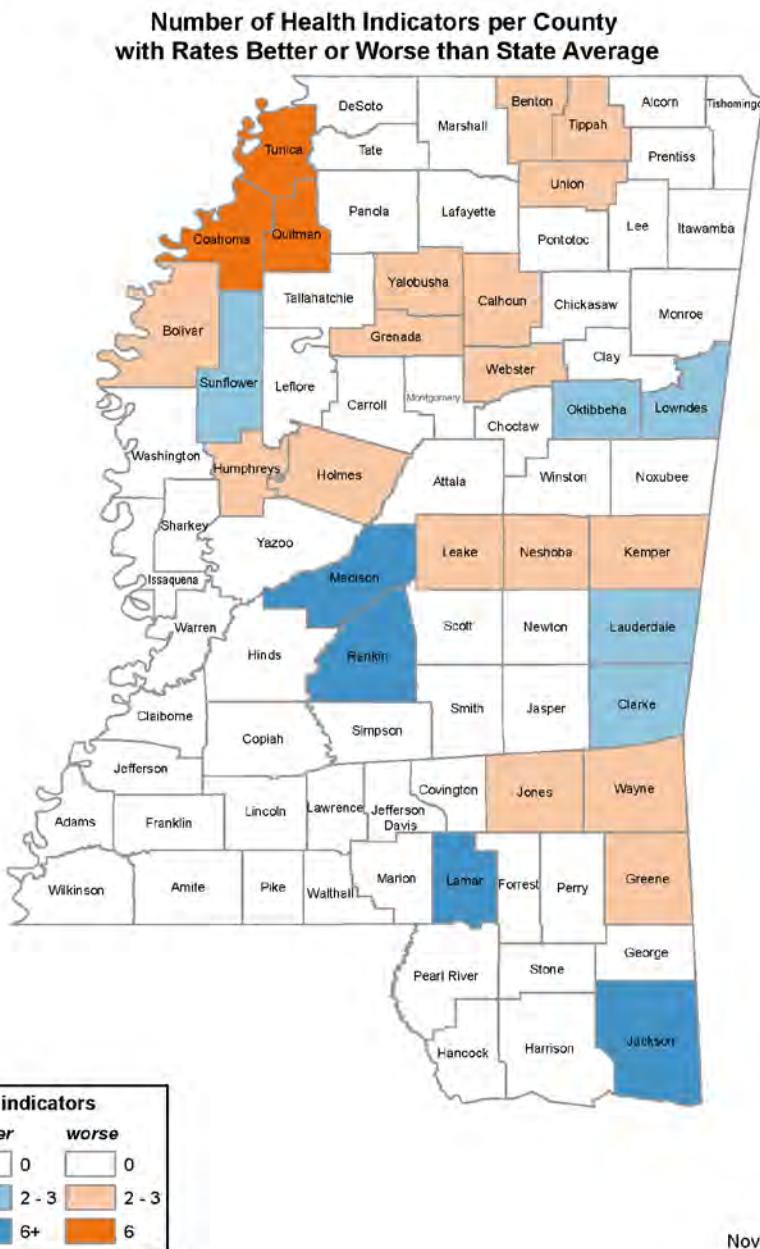 Number of Health Indicators per County
with Rates Better or Worse than State Average
DeSoto
Marshall
Benton
Tippah
Alcorn
Tishomingo
Tunica
Tate
Prentiss
Union
Panola
Lafayette
Pontotoc
Lee
Itawamba
Coahoma
Quitman
Tallahatchie
Yalobusha
Calhoun
Chickasaw
Monroe
Bolivar
Sunflower
Leflore
Grenada
Webster
Clay
Carroll
Montgomery
Choctaw
Oktibbeha
Lowndes
Washington
Humphreys
Holmes
Attala
Winston
Noxubee
Sharkey
Yazoo
Leake
Neshoba
Kemper
Issaquena
Madison
Warren
Hinds
Rankin
Scott
Newton
Lauderdale
Claiborne
Copiah
Simpson
Smith
Jasper
Clarke
Jefferson
Adams
Franklin
Lincoln
Lawrence
Jefferson
Davis
Covington
Jones
Wayne
Wilkinson
Amite
Pike
Walthall
Marion
Lamar
Forrest
Perry
Greene
Pearl River
Stone
George
Hancock
Harrison
Jackson
indicators
er worse
0 0
2 - 3 2 - 3
6+ 6
Nov